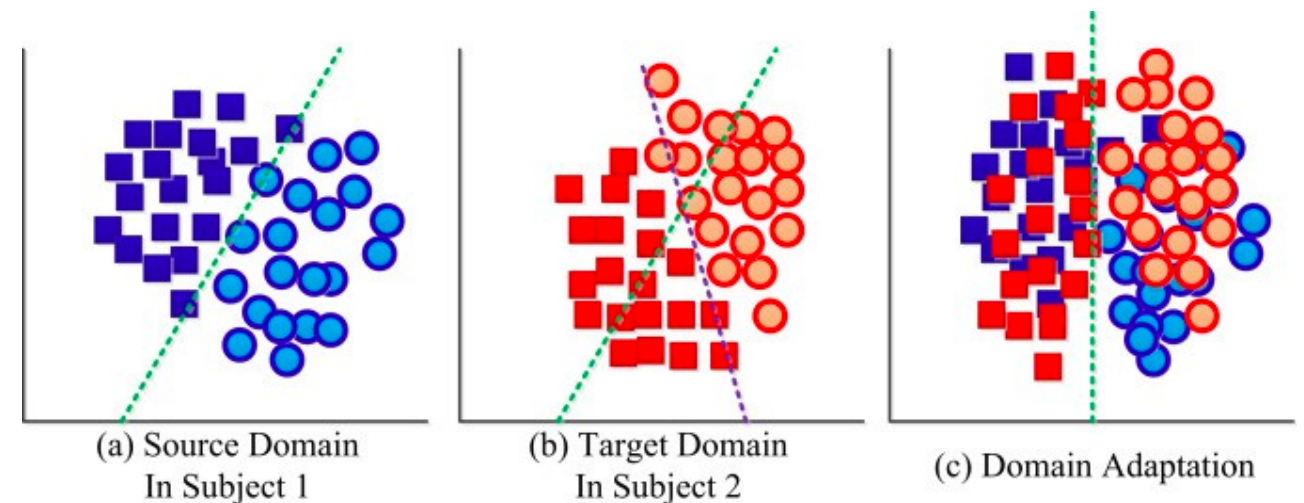 (a) Source Domain
In Subject 1
(b) Target Domain
In Subject 2
(c) Domain Adaptation